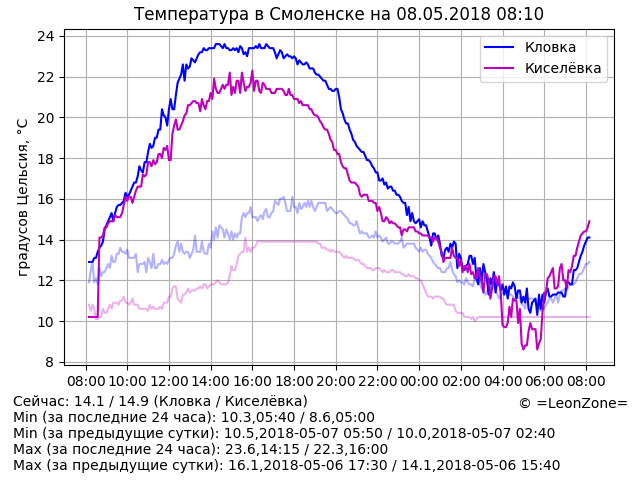 Температура в Смоленске на 08.05.2018 08:10
24
22
20
18
16
14
12
10
8
градусов Цельсия, °C
Кловка
Киселёвка
08:00 10:00 12:00 14:00 16:00 18:00 20:00 22:00 00:00 02:00 04:00 06:00 08:00
Сейчас: 14.1 / 14.9 (Кловка / Киселёвка)
© =LeonZone=
Min (за последние 24 часа): 10.3,05:40 / 8.6,05:00
Min (за предыдущие сутки): 10.5,2018-05-07 05:50 / 10.0,2018-05-07 02:40
Max (за последние 24 часа): 23.6,14:15 / 22.3,16:00
Max (за предыдущие сутки): 16.1,2018-05-06 17:30 / 14.1,2018-05-06 15:40